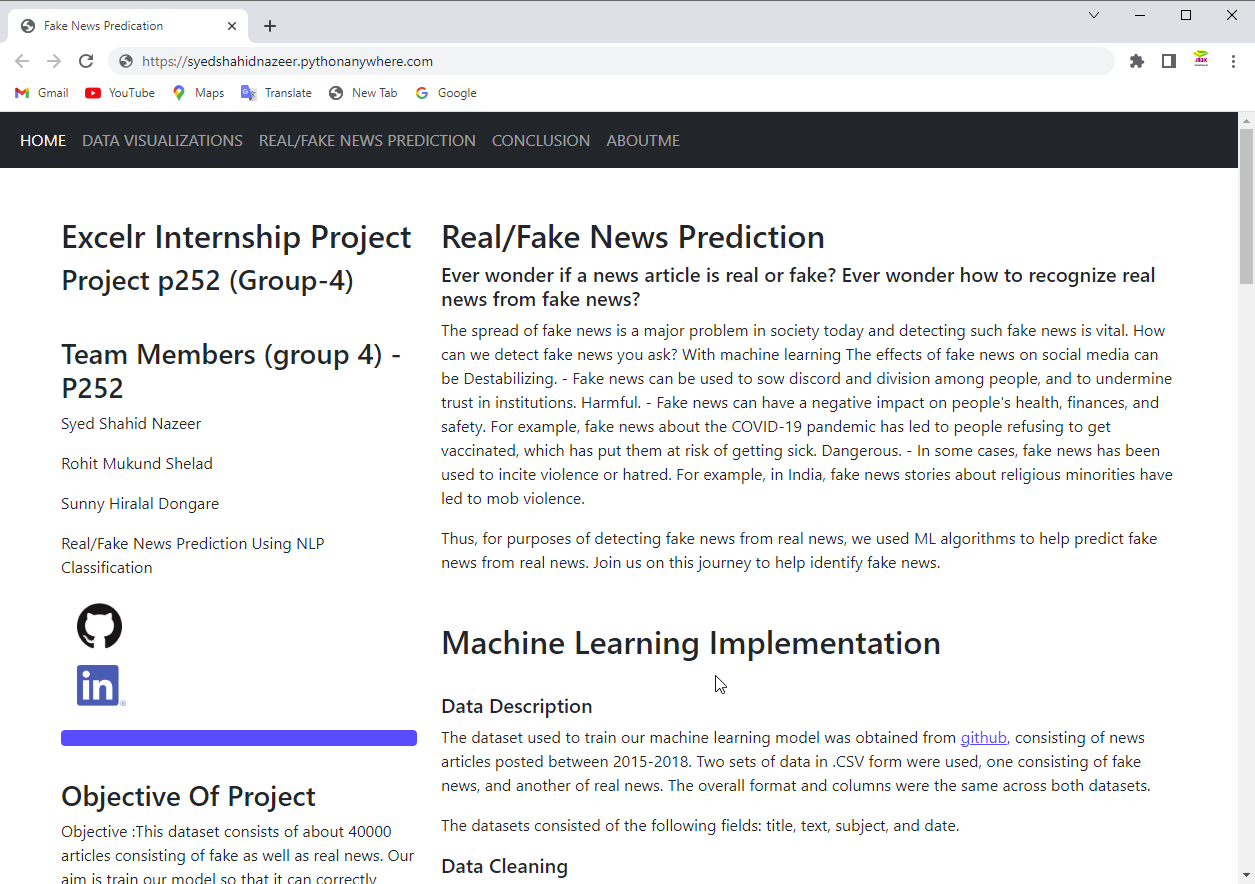 Fake News Predication
https://syedshahidnazeer.pythonanywhere.com
Gmail YouTube Maps Translate New Tab Google
HOME DATA VISUALIZATIONS REAL/FAKE NEWS PREDICTION CONCLUSION ABOUTME
Excelr Internship Project
Project p252 (Group-4)
Team Members (group 4) -
P252
Syed Shahid Nazeer
Rohit Mukund Shelad
Sunny Hiralal Dongare
Real/Fake News Prediction Using NLP
Classification
in
Objective Of Project
Objective :This dataset consists of about 40000
articles consisting of fake as well as real news. Our
aim is train our model so that it can correctly
Real/Fake News Prediction
Ever wonder if a news article is real or fake? Ever wonder how to recognize real
news from fake news?
The spread of fake news is a major problem in society today and detecting such fake news is vital. How
can we detect fake news you ask? With machine learning The effects of fake news on social media can
be Destabilizing. - Fake news can be used to sow discord and division among people, and to undermine
trust in institutions. Harmful. - Fake news can have a negative impact on people's health, finances, and
safety. For example, fake news about the COVID-19 pandemic has led to people refusing to get
vaccinated, which has put them at risk of getting sick. Dangerous. - In some cases, fake news has been
used to incite violence or hatred. For example, in India, fake news stories about religious minorities have
led to mob violence.
Thus, for purposes of detecting fake news from real news, we used ML algorithms to help predict fake
news from real news. Join us on this journey to help identify fake news.
Machine Learning Implementation
Data Description
The dataset used to train our machine learning model was obtained from github, consisting of news
articles posted between 2015-2018. Two sets of data in .CSV form were used, one consisting of fake
news, and another of real news. The overall format and columns were the same across both datasets.
The datasets consisted of the following fields: title, text, subject, and date.
Data Cleaning